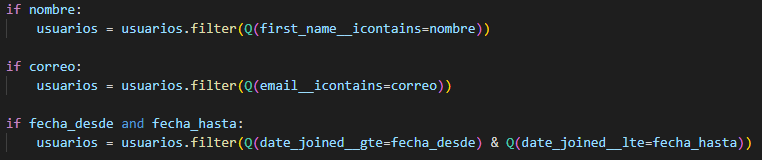 if nombre:
    usuarios = usuarios.filter(Q(first_name__icontains=nombre))
if correo:
    usuarios = usuarios.filter(Q(email__icontains=correo))
if fecha_desde and fecha_hasta:
    usuarios = usuarios.filter(Q(date_joined__gte=fecha_desde) & Q(date_joined__lte=fecha_hasta))